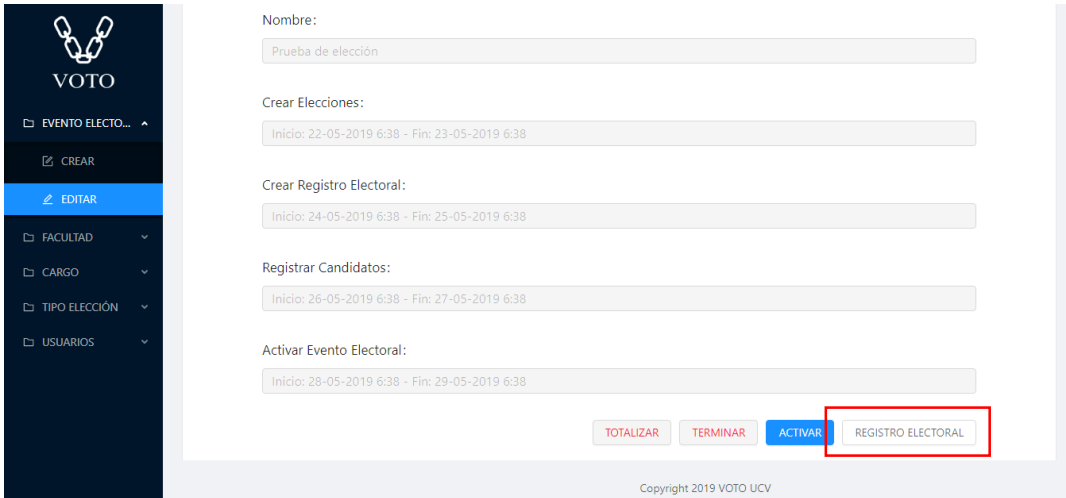 VOTO
EVENTO ELECTO...
CREAR
EDITAR
FACULTAD
CARGO
TIPO ELECCIÓN
USUARIOS
Nombre:
Prueba de elección
Crear Elecciones:
Inicio: 22-05-2019 6:38 - Fin: 23-05-2019 6:38
Crear Registro Electoral:
Inicio: 24-05-2019 6:38 - Fin: 25-05-2019 6:38
Registrar Candidatos:
Inicio: 26-05-2019 6:38 - Fin: 27-05-2019 6:38
Activar Evento Electoral:
Inicio: 28-05-2019 6:38 - Fin: 29-05-2019 6:38
TOTALIZAR TERMINAR ACTIVAR REGISTRO ELECTORAL
Copyright 2019 VOTO UCV